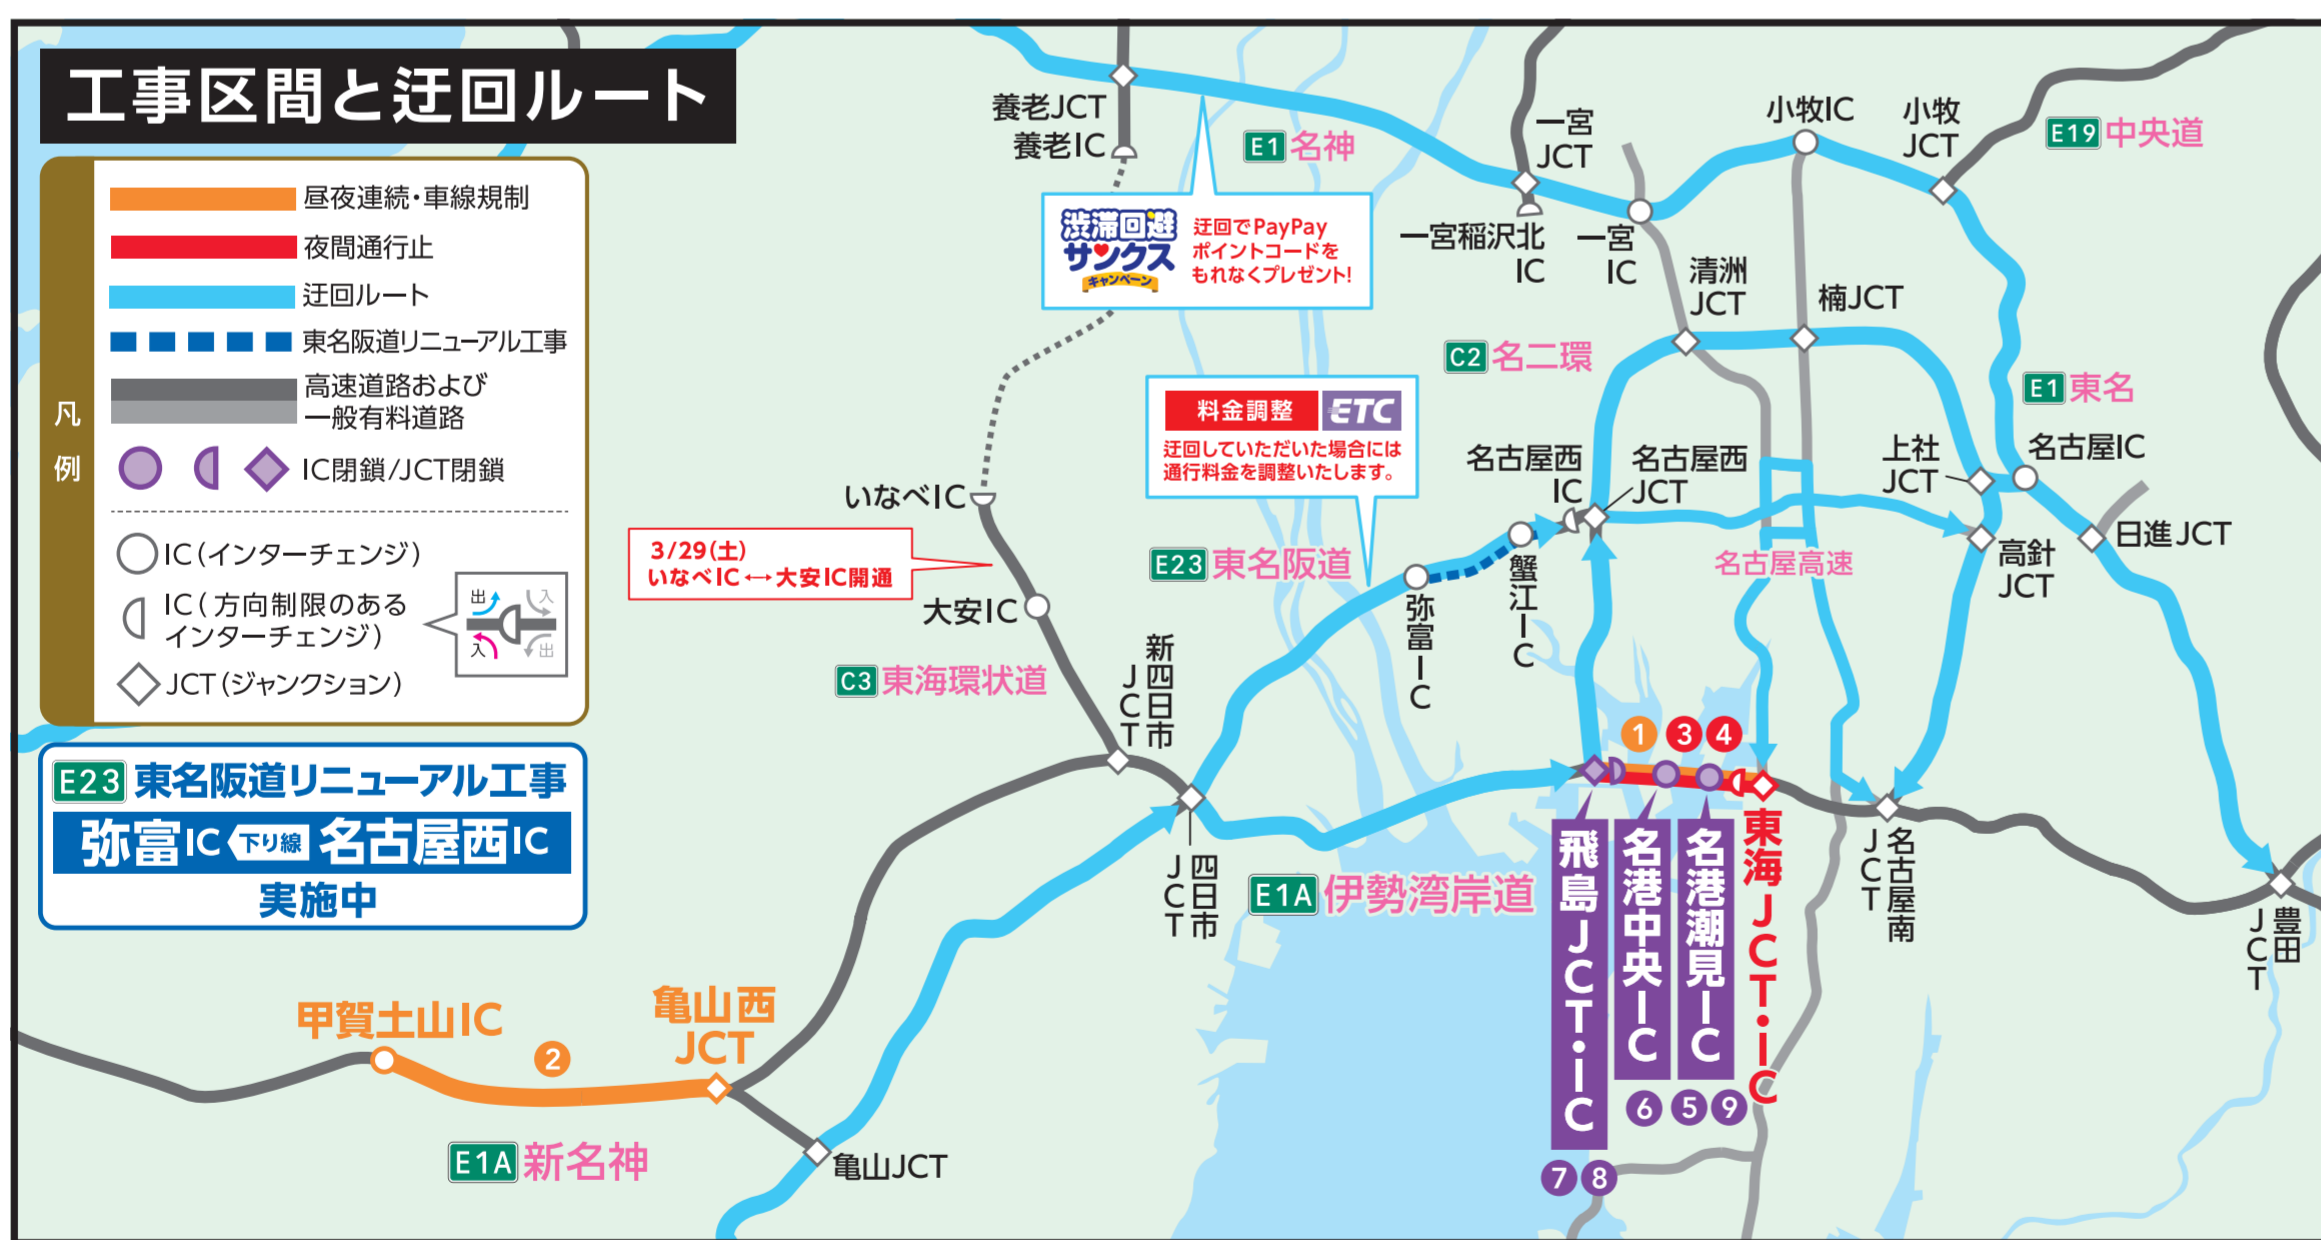 工事区間と迂回ルート
凡例
昼夜連続・車線規制
夜間通行止
迂回ルート
東名阪道リニューアル工事
高速道路および
一般有料道路
IC閉鎖/JCT閉鎖
IC(インターチェンジ)
IC(方向制限のある
インターチェンジ)
出
入
入
出
JCT(ジャンクション)
E23 東名阪道リニューアル工事
弥富IC 下り線 名古屋西IC
実施中
養老JCT
養老IC
E1 名神
渋滞回避
サンクス
キャンペーン
迂回でPayPay
ポイントコードを
もれなくプレゼント!
一宮
JCT
一宮稲沢北
IC
一宮
IC
小牧IC
小牧
JCT
E19 中央道
清洲
JCT
楠JCT
C2 名二環
E1 東名
料金調整 ETC
迂回していただいた場合には
通行料金を調整いたします。
名古屋西
IC
名古屋西
JCT
上社
JCT
名古屋IC
いなべIC
3/29(土)
いなべIC↔大安IC開通
E23 東名阪道
名古屋高速
日進JCT
高針
JCT
大安IC
弥富IC
蟹江IC
C3 東海環状道
新四日市
JCT
四日市
JCT
1
3
4
E1A 伊勢湾岸道
飛島JCT・IC
名港中央IC
名港潮見IC
東海JCT・IC
名古屋南
JCT
豊田
JCT
6
5
9
7
8
甲賀土山IC
2
亀山西
JCT
E1A 新名神
亀山JCT